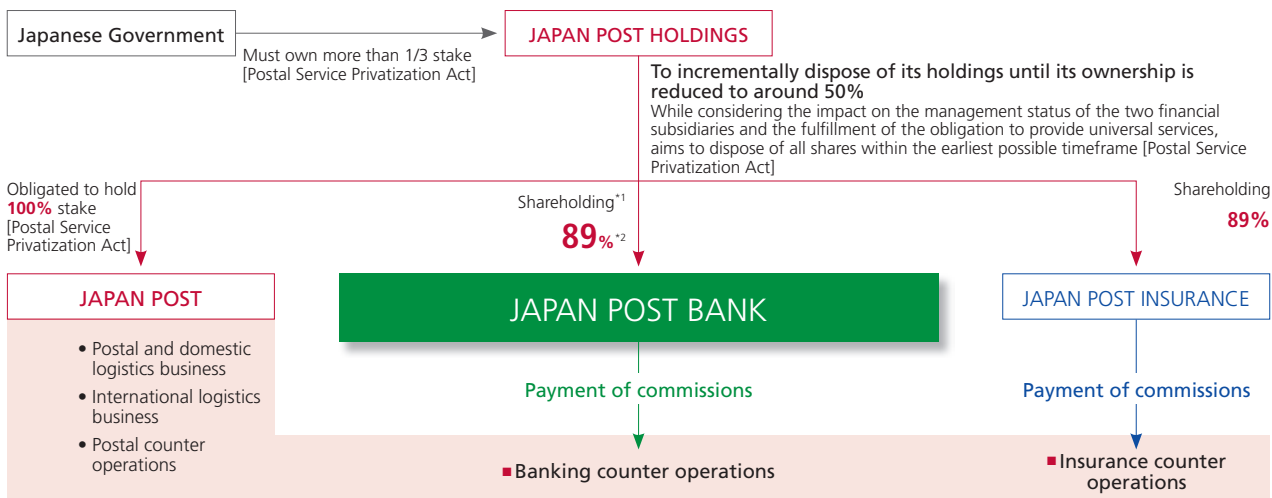 Japanese Government
Must own more than 1/3 stake
[Postal Service Privatization Act]
JAPAN POST HOLDINGS
To incrementally dispose of its holdings until its ownership is
reduced to around 50%
While considering the impact on the management status of the two financial
subsidiaries and the fulfillment of the obligation to provide universal services,
aims to dispose of all shares within the earliest possible timeframe [Postal Service
Privatization Act]
Obligated to hold
100% stake
[Postal Service
Privatization Act]
Shareholding*1
89%*2
Shareholding
89%
JAPAN POST
• Postal and domestic
logistics business
• International logistics
business
• Postal counter
operations
JAPAN POST BANK
Payment of commissions
■ Banking counter operations
JAPAN POST INSURANCE
Payment of commissions
■ Insurance counter
operations